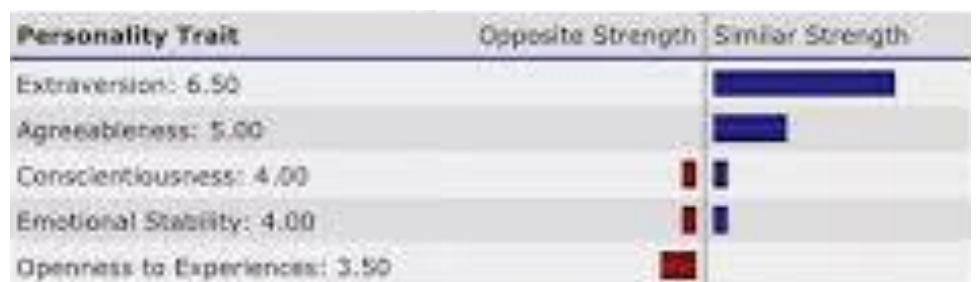 Personality Trait Opposite Strength Similar Strength
Extraversion: 6.50
Agreeableness: 5.00
Conscientiousness: 4.00
Emotional Stability: 4.00
Openness to Experiences: 3.50